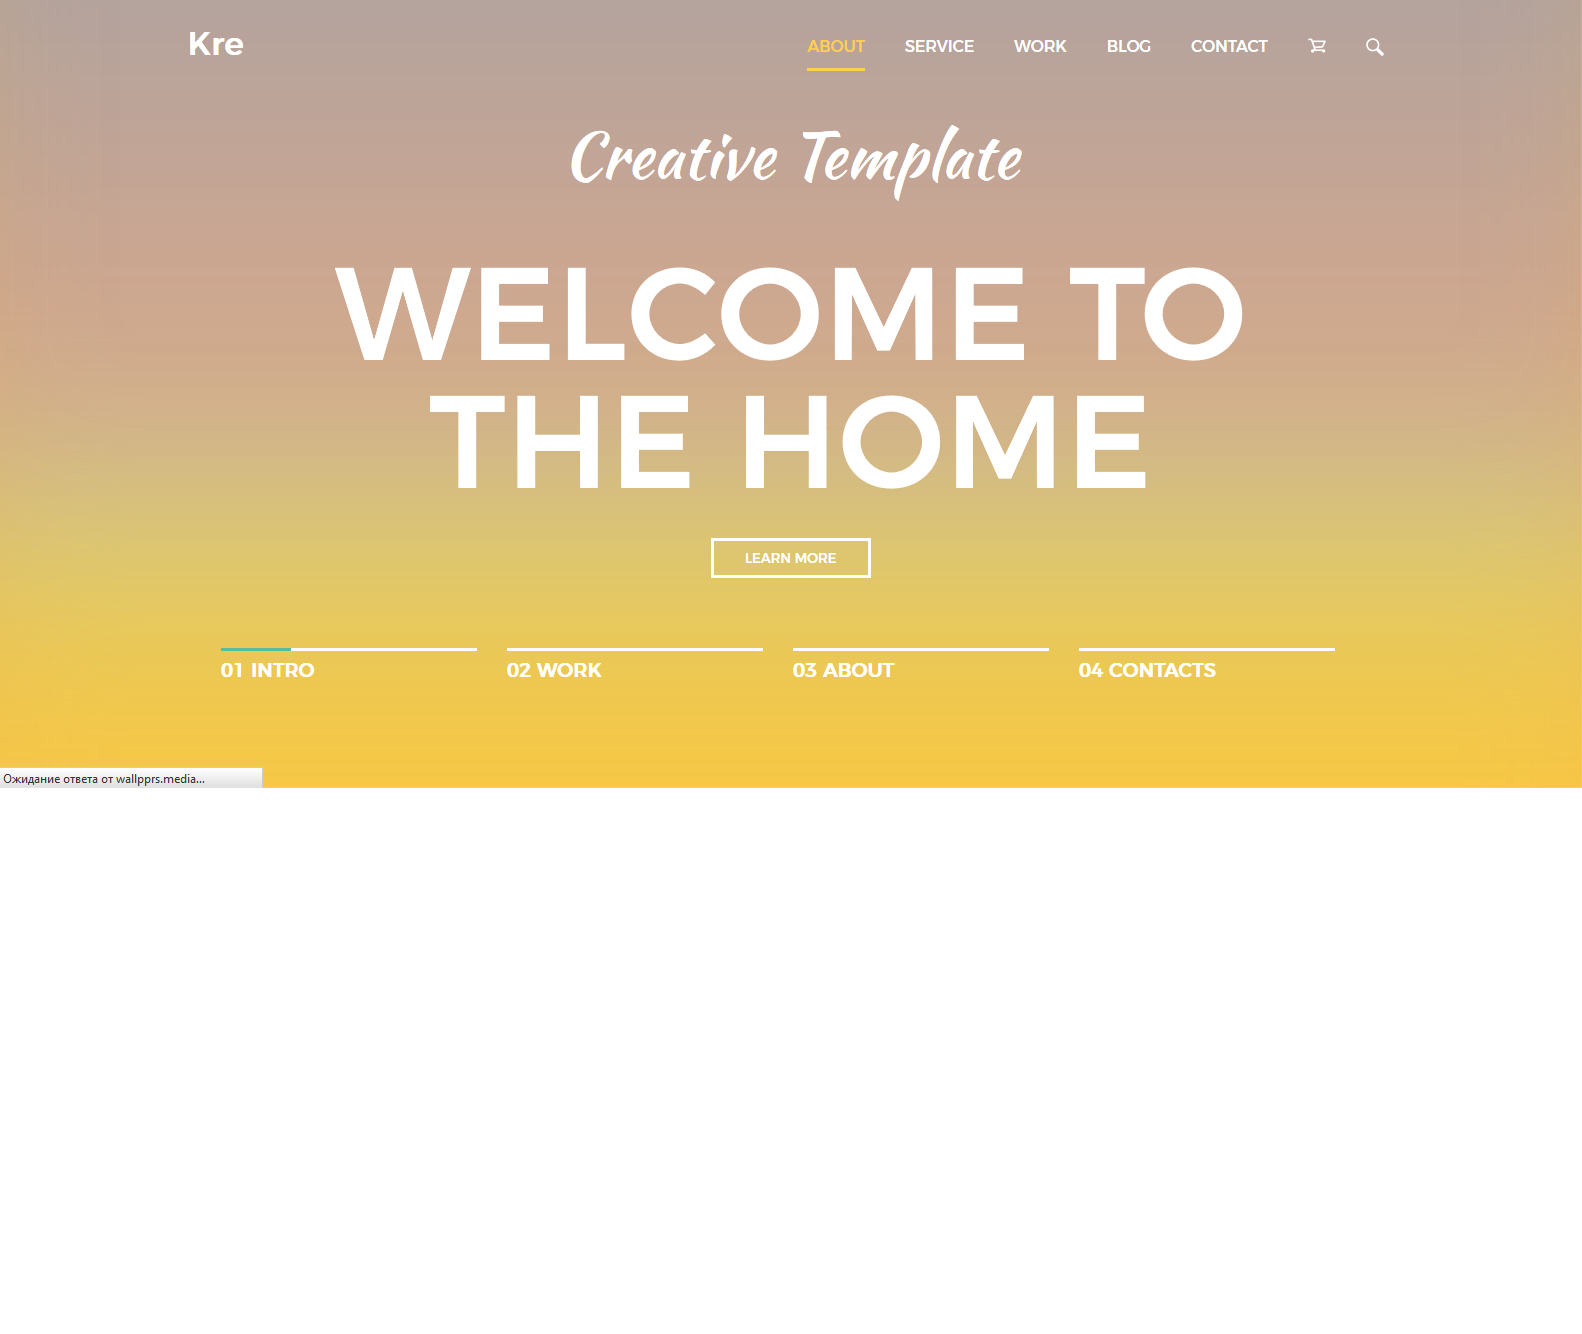 Kre
ABOUT SERVICE WORK BLOG CONTACT
Creative Template
WELCOME TO
THE HOME
LEARN MORE
01 INTRO 02 WORK 03 ABOUT 04 CONTACTS
Ожидание ответа от wallpprs.media...